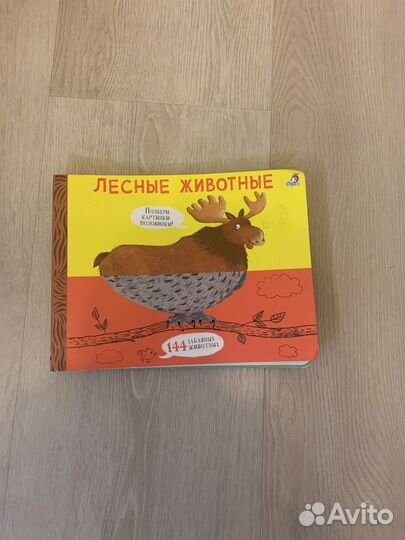 ЛЕСНЫЕ ЖИВОТНЫЕ
ПОДБЕРИ
КАРТИНКИ-
ПОЛОВИНКИ!
144 ЗАБАВНЫХ
ЖИВОТНЫХ
Avito